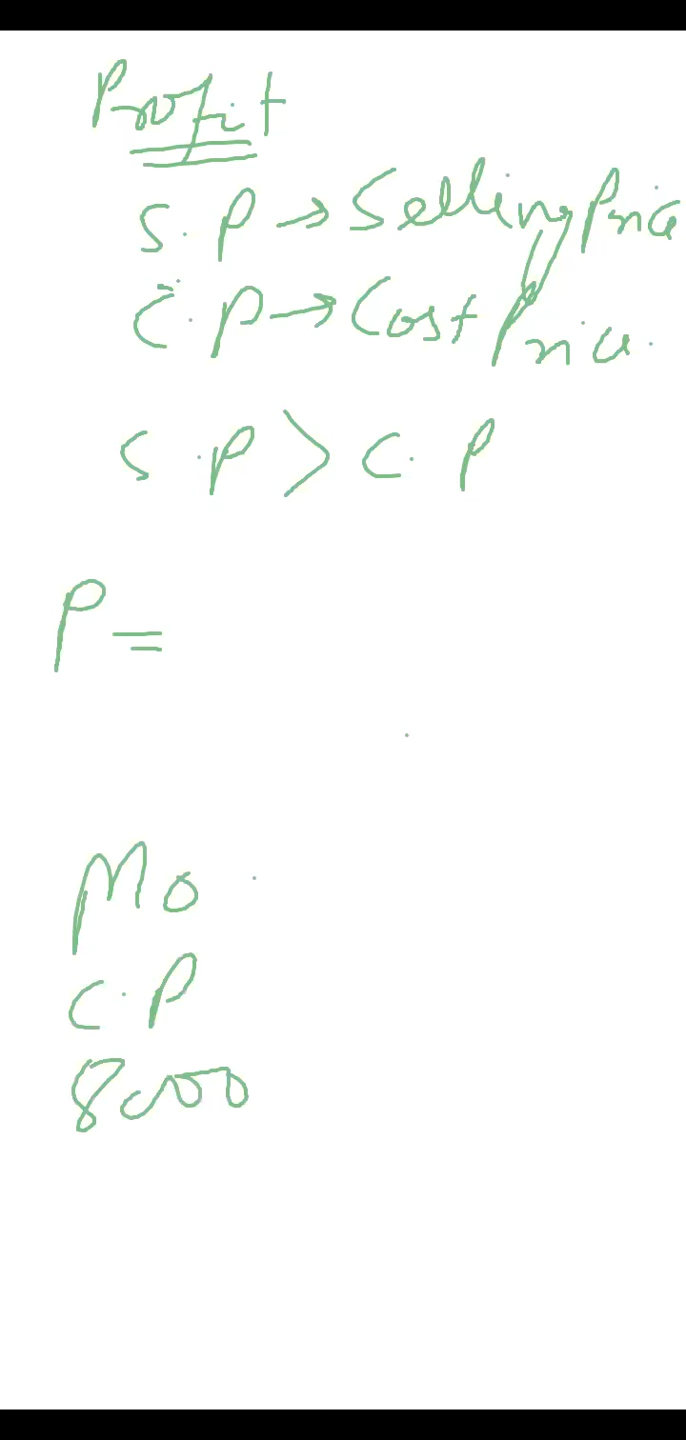 Profit
S.P → Selling Price
C.P → Cost Price.
S.P > C.P
P =
Mo
C.P
8000